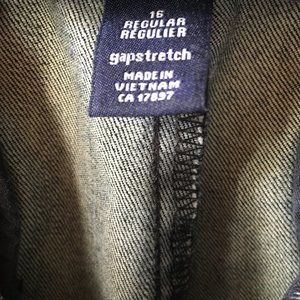 16
REGULAR
RÉGULIER
gapstretch
MADE IN
VIETNAM
CA 17897